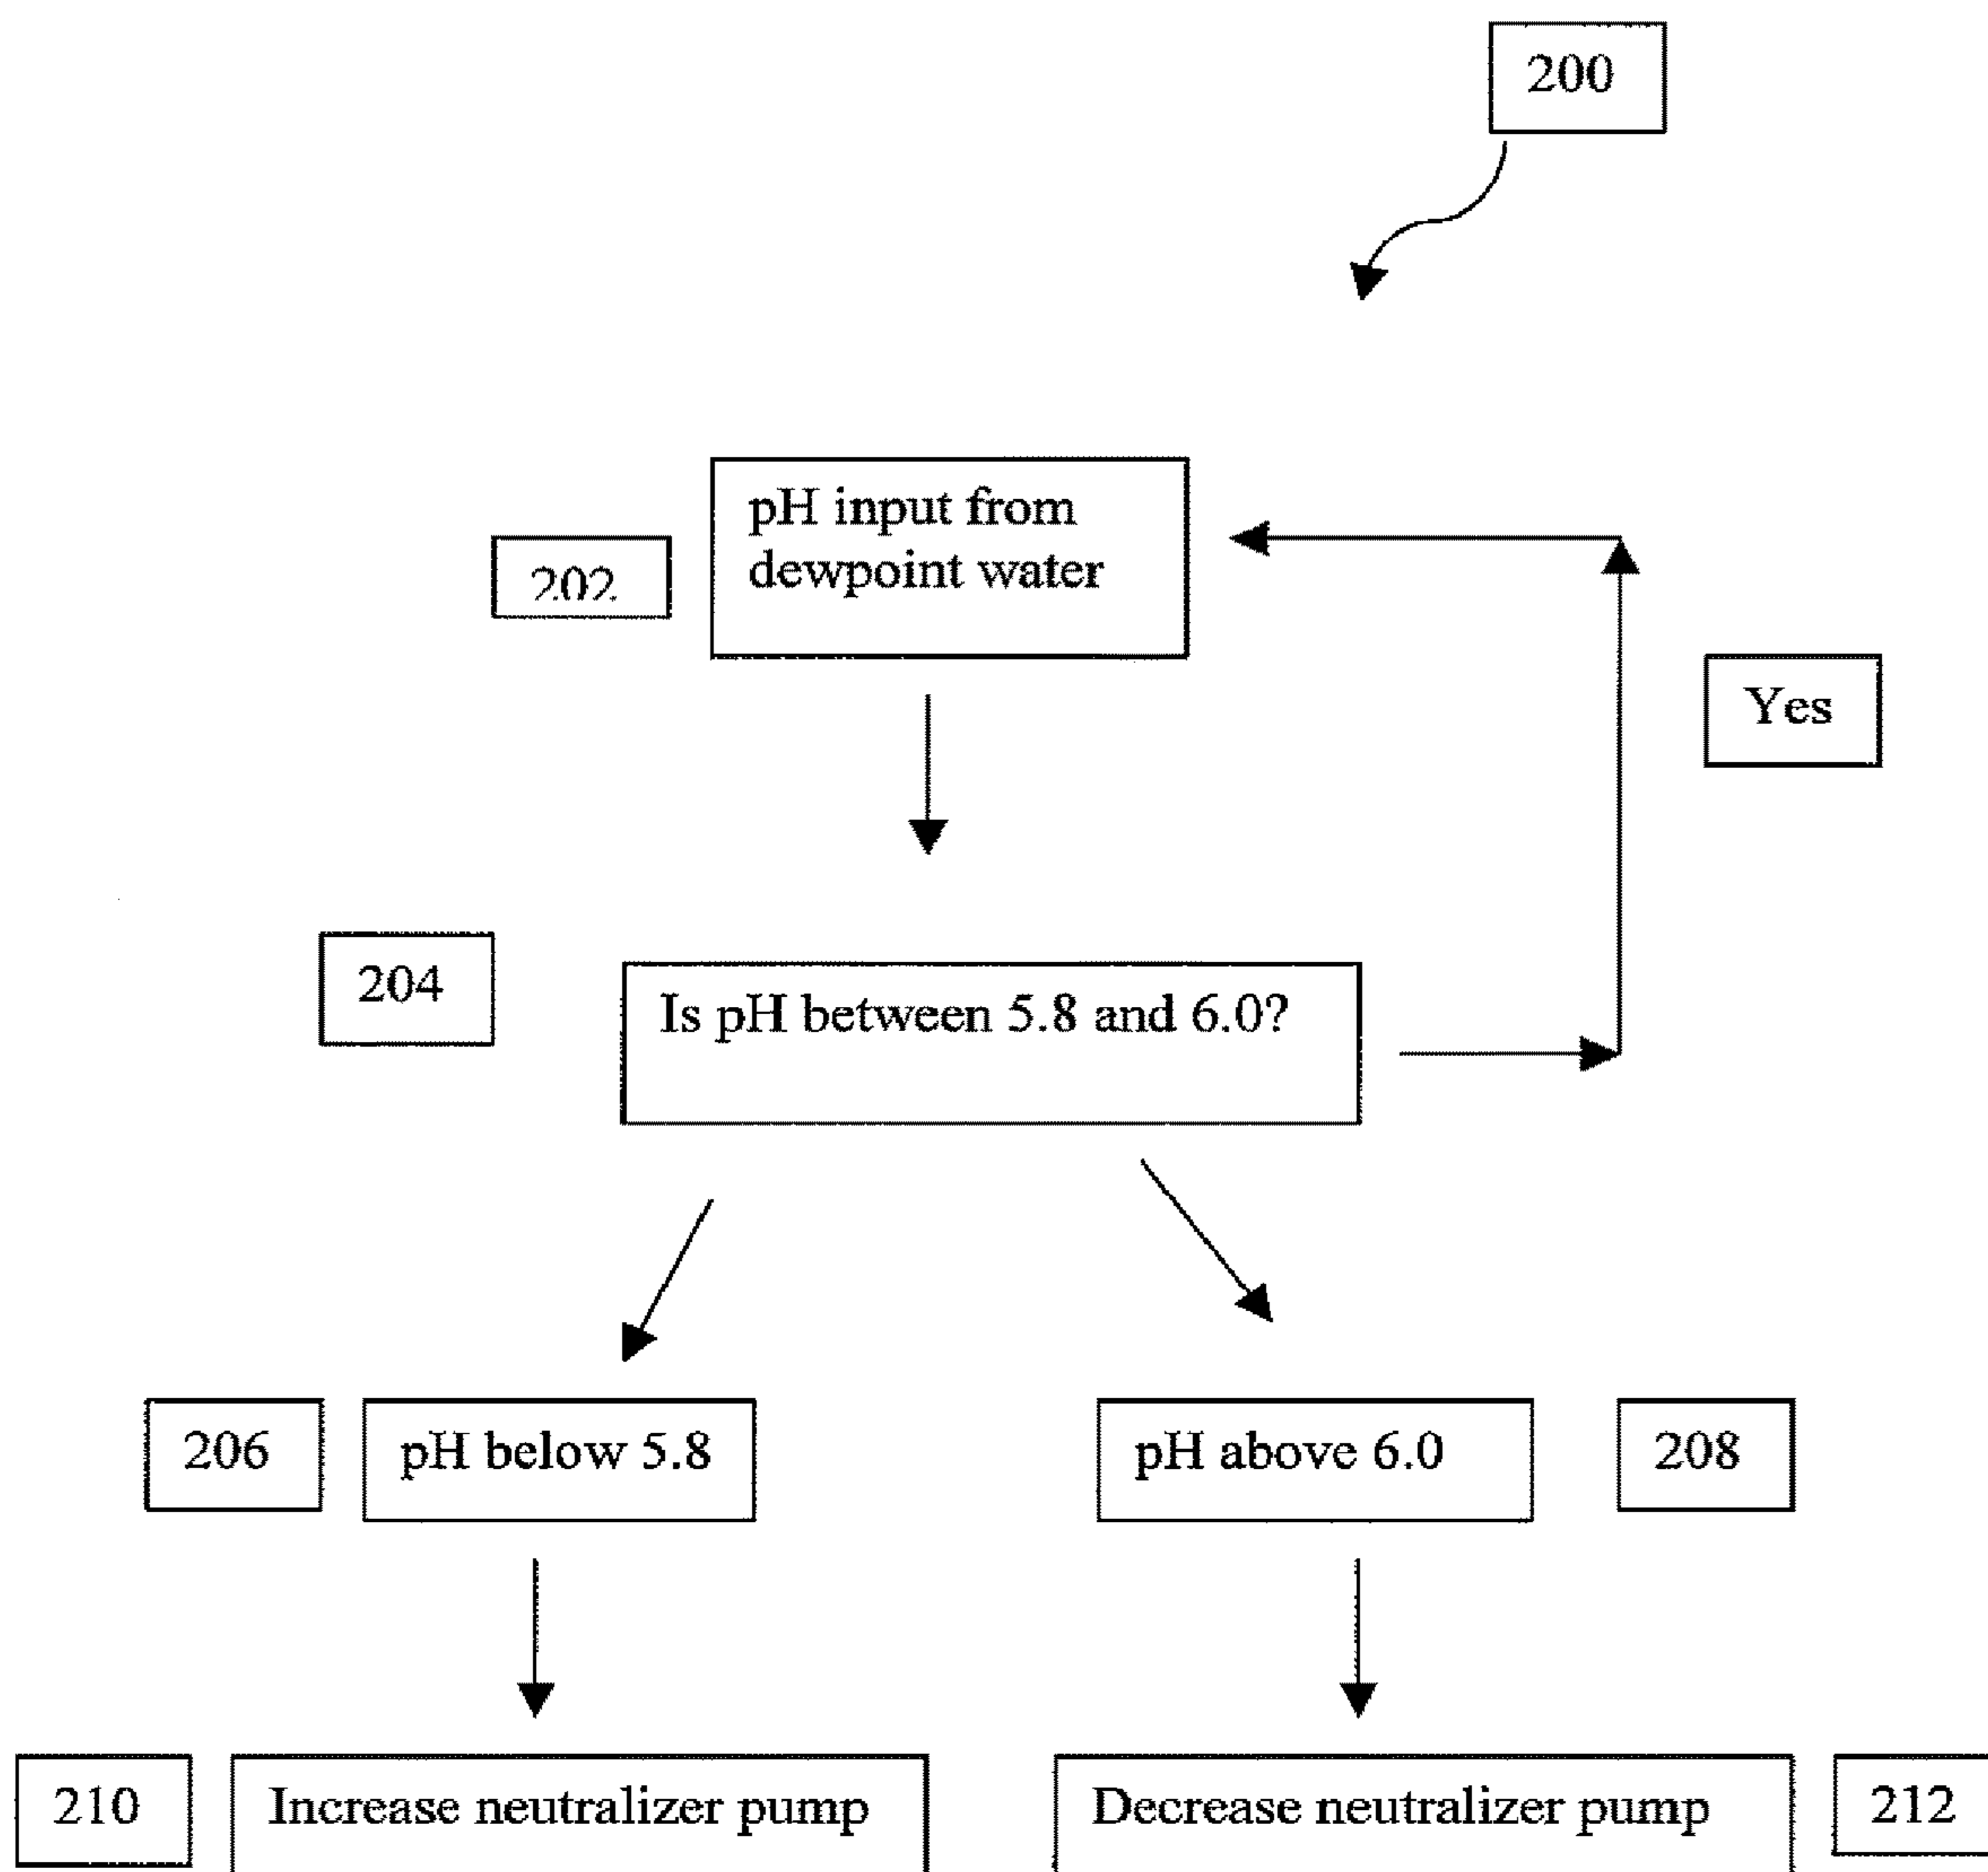 200
pH input from
dewpoint water
202
Yes
204
Is pH between 5.8 and 6.0?
206
pH below 5.8
pH above 6.0
208
210
Increase neutralizer pump
Decrease neutralizer pump
212